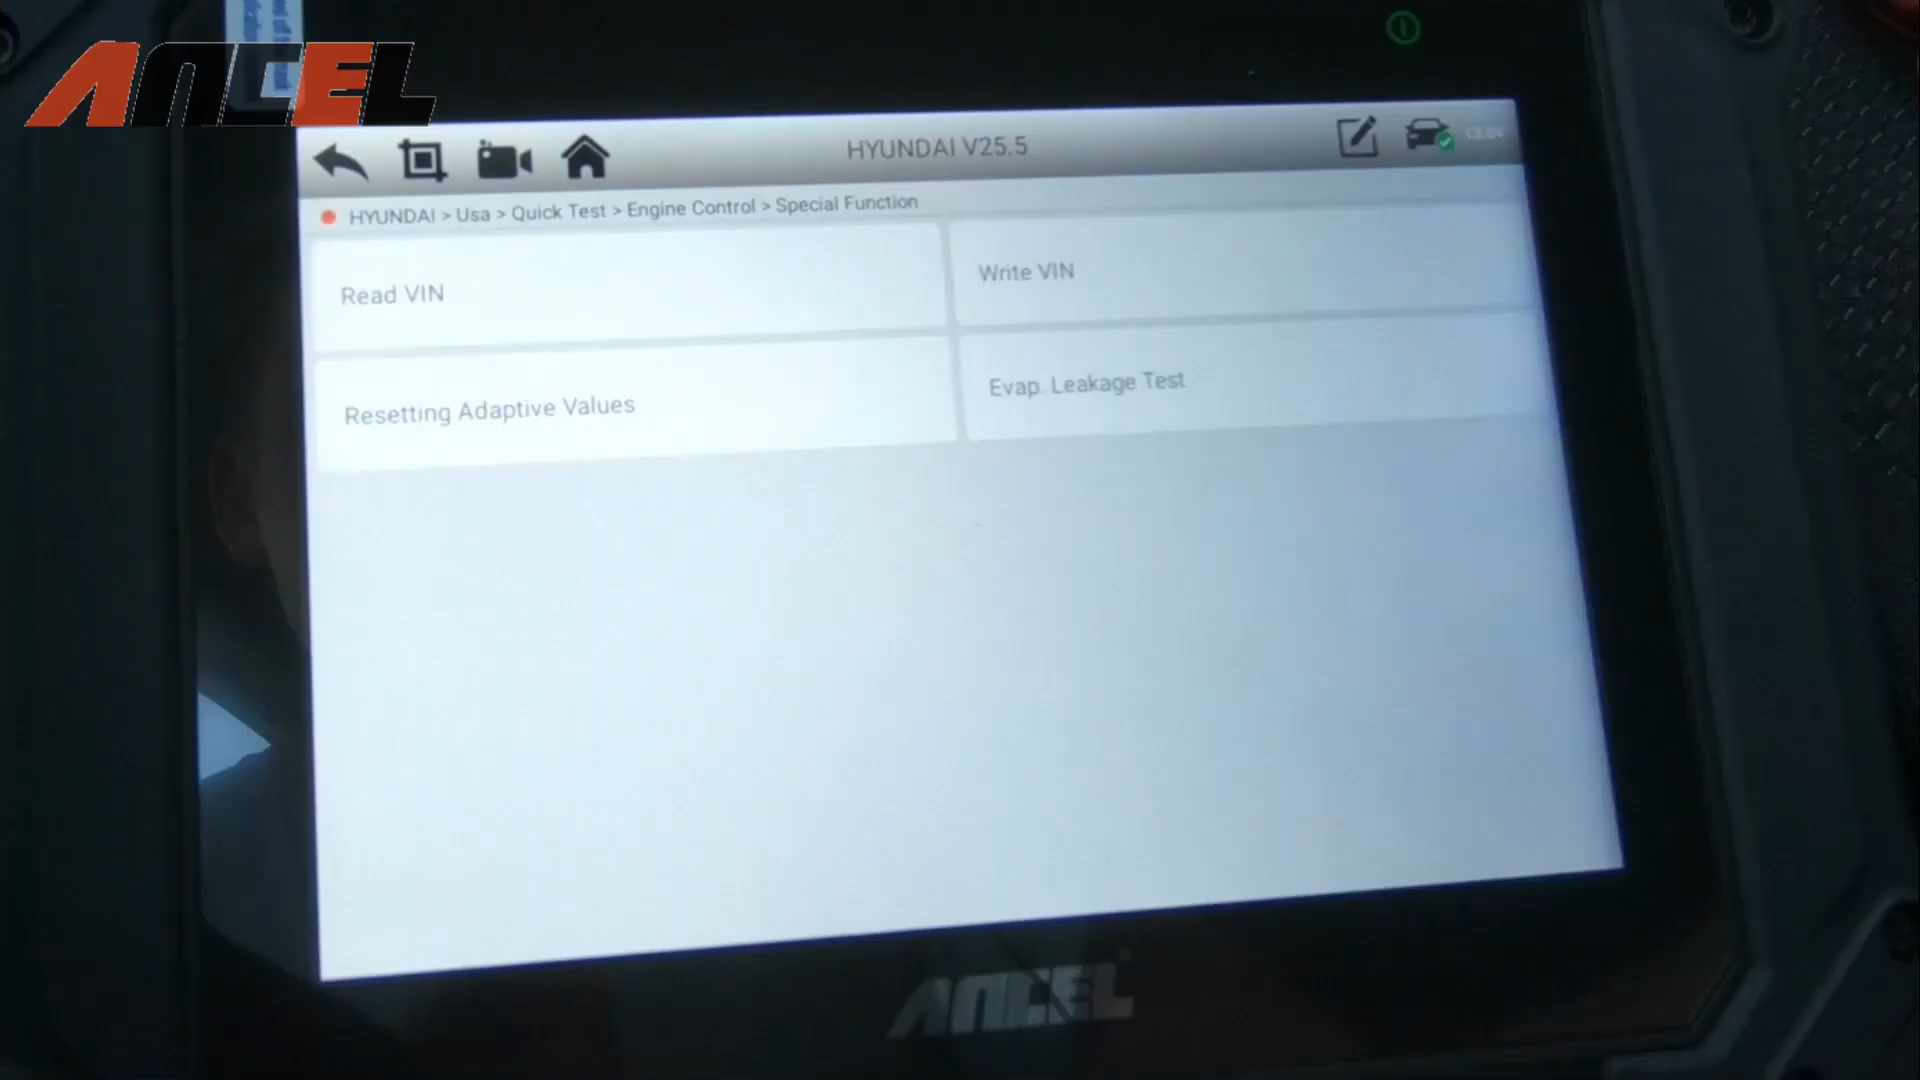 ANCEL
HYUNDAI V25.5
HYUNDAI > Usa > Quick Test > Engine Control > Special Function
Read VIN
Write VIN
Resetting Adaptive Values
Evap. Leakage Test
ANCEL